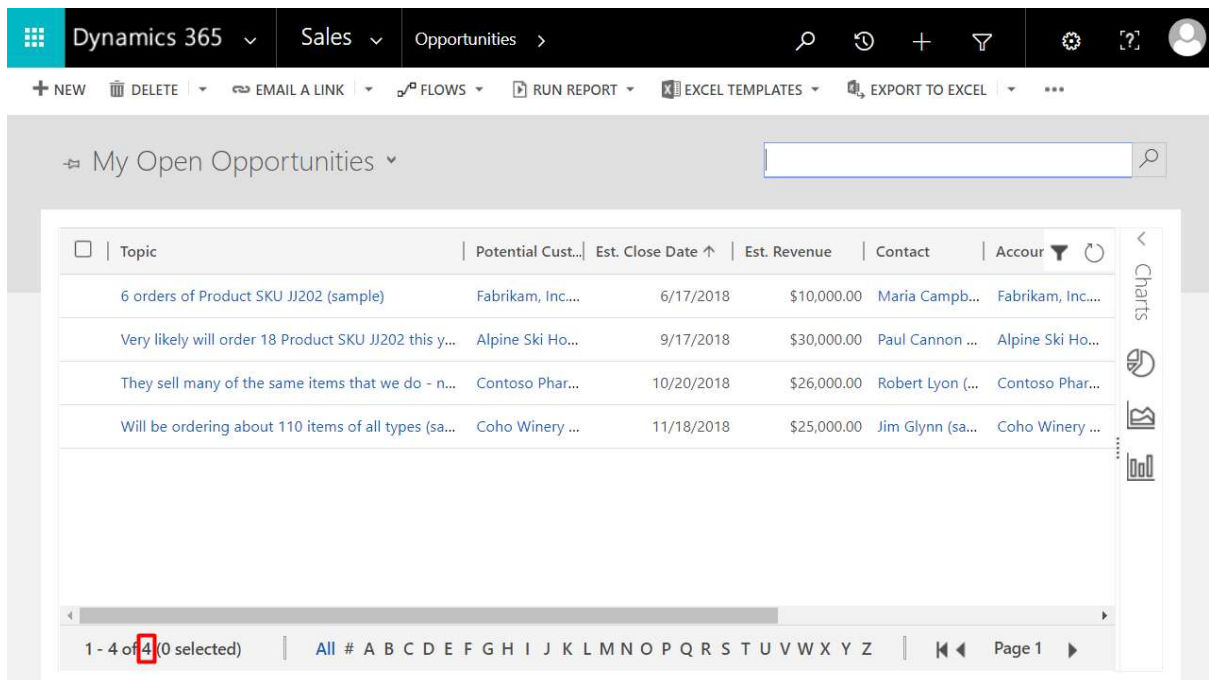 Dynamics 365 Sales Opportunities
NEW DELETE EMAIL A LINK FLOWS RUN REPORT EXCEL TEMPLATES EXPORT TO EXCEL
My Open Opportunities
Topic Potential Cust... Est. Close Date Est. Revenue Contact Accour
6 orders of Product SKU JJ202 (sample) Fabrikam, Inc.... 6/17/2018 $10,000.00 Maria Campb... Fabrikam, Inc....
Very likely will order 18 Product SKU JJ202 this y... Alpine Ski Ho... 9/17/2018 $30,000.00 Paul Cannon ... Alpine Ski Ho...
They sell many of the same items that we do - n... Contoso Phar... 10/20/2018 $26,000.00 Robert Lyon (... Contoso Phar...
Will be ordering about 110 items of all types (sa... Coho Winery ... 11/18/2018 $25,000.00 Jim Glynn (sa... Coho Winery ...
Charts
1 - 4 of 4 (0 selected) All # A B C D E F G H I J K L M N O P Q R S T U V W X Y Z Page 1